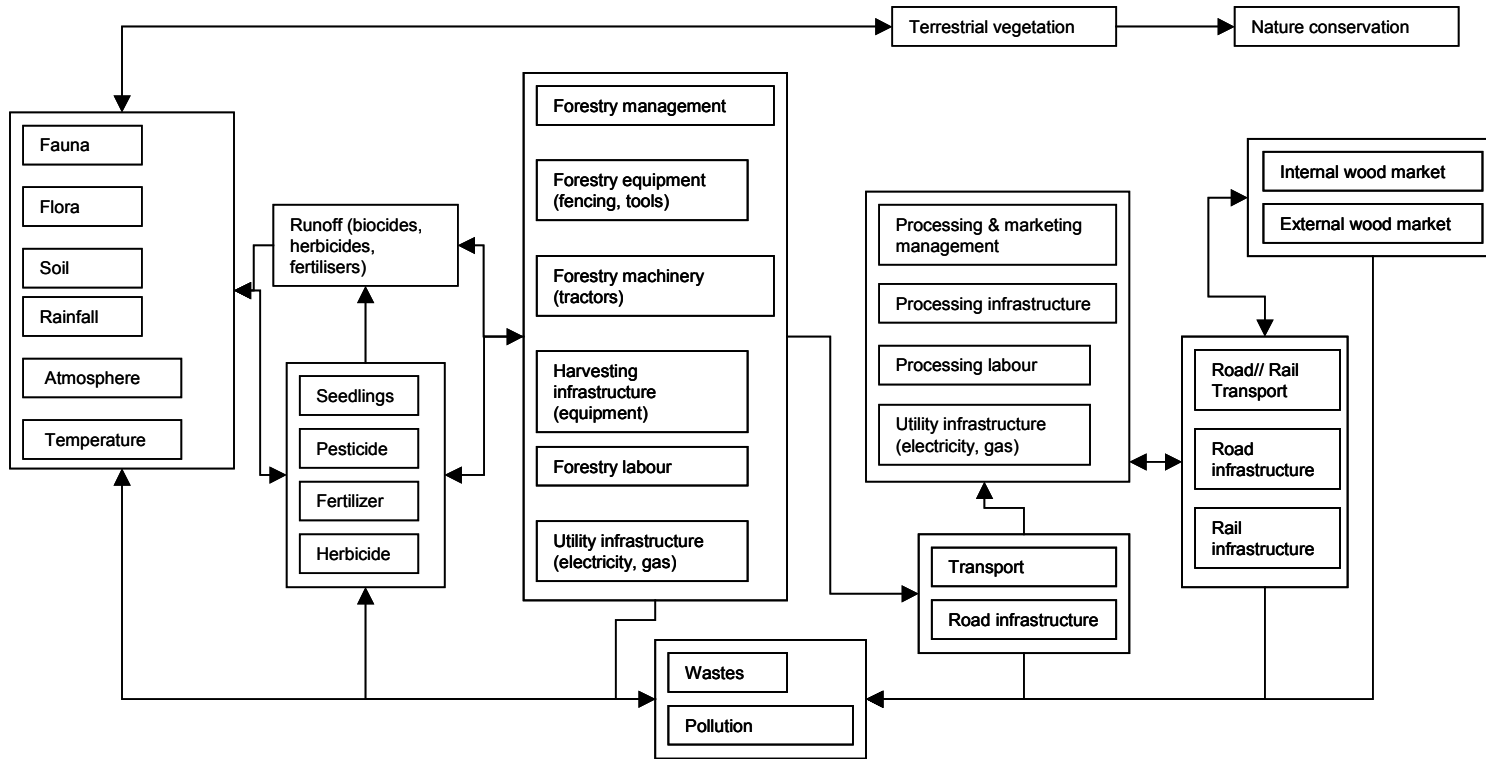 Terrestrial vegetation
Nature conservation
Fauna
Flora
Soil
Rainfall
Atmosphere
Temperature
Runoff (biocides,
herbicides,
fertilisers)
Seedlings
Pesticide
Fertilizer
Herbicide
Forestry management
Forestry equipment
(fencing, tools)
Forestry machinery
(tractors)
Harvesting
infrastructure
(equipment)
Forestry labour
Utility infrastructure
(electricity, gas)
Wastes
Pollution
Processing & marketing
management
Processing infrastructure
Processing labour
Utility infrastructure
(electricity, gas)
Transport
Road infrastructure
Internal wood market
External wood market
Road// Rail
Transport
Road
infrastructure
Rail
infrastructure